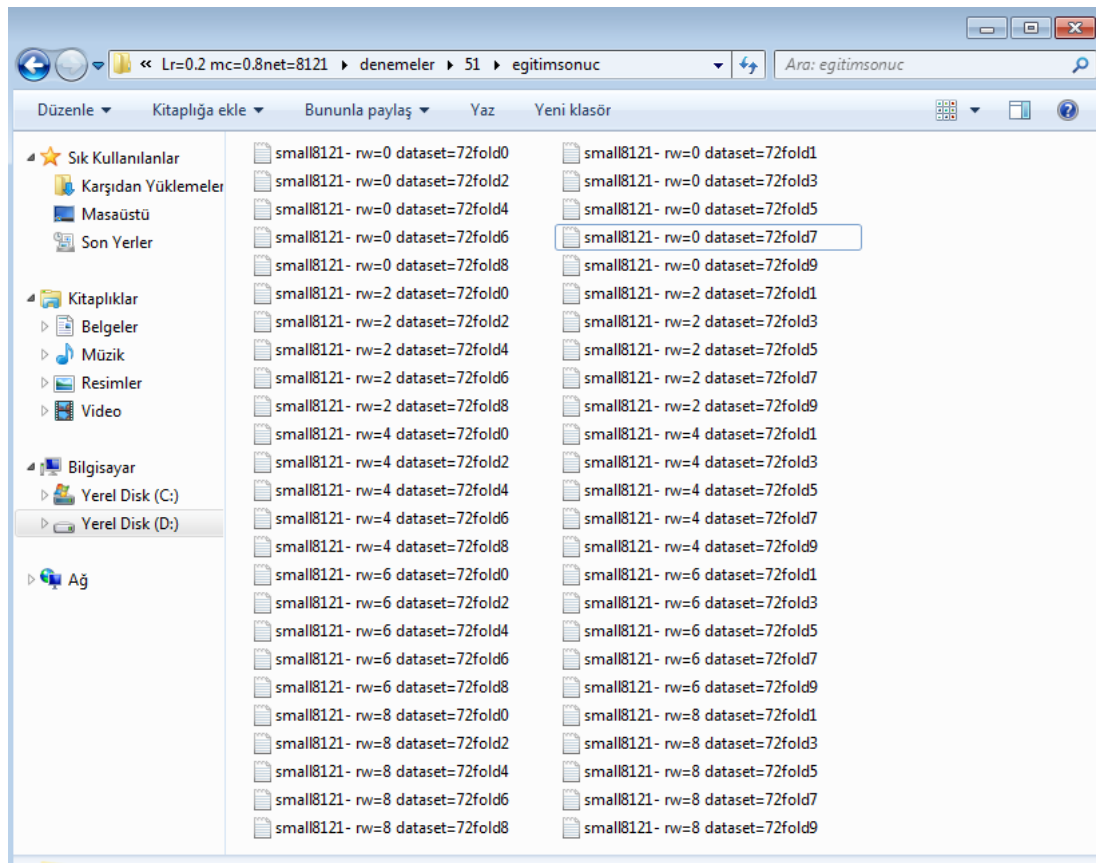 « Lr=0.2 mc=0.8net=8121 ▸ denemeler ▸ 51 ▸ egitimsonuc
Ara: egitimsonuc
Düzenle Kitaplığa ekle Bununla paylaş Yaz Yeni klasör
Sık Kullanılanlar
Karşıdan Yüklemeler
Masaüstü
Son Yerler
Kitaplıklar
Belgeler
Müzik
Resimler
Video
Bilgisayar
Yerel Disk (C:)
Yerel Disk (D:)
Ağ
small8121- rw=0 dataset=72fold0 small8121- rw=0 dataset=72fold1
small8121- rw=0 dataset=72fold2 small8121- rw=0 dataset=72fold3
small8121- rw=0 dataset=72fold4 small8121- rw=0 dataset=72fold5
small8121- rw=0 dataset=72fold6 small8121- rw=0 dataset=72fold7
small8121- rw=0 dataset=72fold8 small8121- rw=0 dataset=72fold9
small8121- rw=2 dataset=72fold0 small8121- rw=2 dataset=72fold1
small8121- rw=2 dataset=72fold2 small8121- rw=2 dataset=72fold3
small8121- rw=2 dataset=72fold4 small8121- rw=2 dataset=72fold5
small8121- rw=2 dataset=72fold6 small8121- rw=2 dataset=72fold7
small8121- rw=2 dataset=72fold8 small8121- rw=2 dataset=72fold9
small8121- rw=4 dataset=72fold0 small8121- rw=4 dataset=72fold1
small8121- rw=4 dataset=72fold2 small8121- rw=4 dataset=72fold3
small8121- rw=4 dataset=72fold4 small8121- rw=4 dataset=72fold5
small8121- rw=4 dataset=72fold6 small8121- rw=4 dataset=72fold7
small8121- rw=4 dataset=72fold8 small8121- rw=4 dataset=72fold9
small8121- rw=6 dataset=72fold0 small8121- rw=6 dataset=72fold1
small8121- rw=6 dataset=72fold2 small8121- rw=6 dataset=72fold3
small8121- rw=6 dataset=72fold4 small8121- rw=6 dataset=72fold5
small8121- rw=6 dataset=72fold6 small8121- rw=6 dataset=72fold7
small8121- rw=6 dataset=72fold8 small8121- rw=6 dataset=72fold9
small8121- rw=8 dataset=72fold0 small8121- rw=8 dataset=72fold1
small8121- rw=8 dataset=72fold2 small8121- rw=8 dataset=72fold3
small8121- rw=8 dataset=72fold4 small8121- rw=8 dataset=72fold5
small8121- rw=8 dataset=72fold6 small8121- rw=8 dataset=72fold7
small8121- rw=8 dataset=72fold8 small8121- rw=8 dataset=72fold9